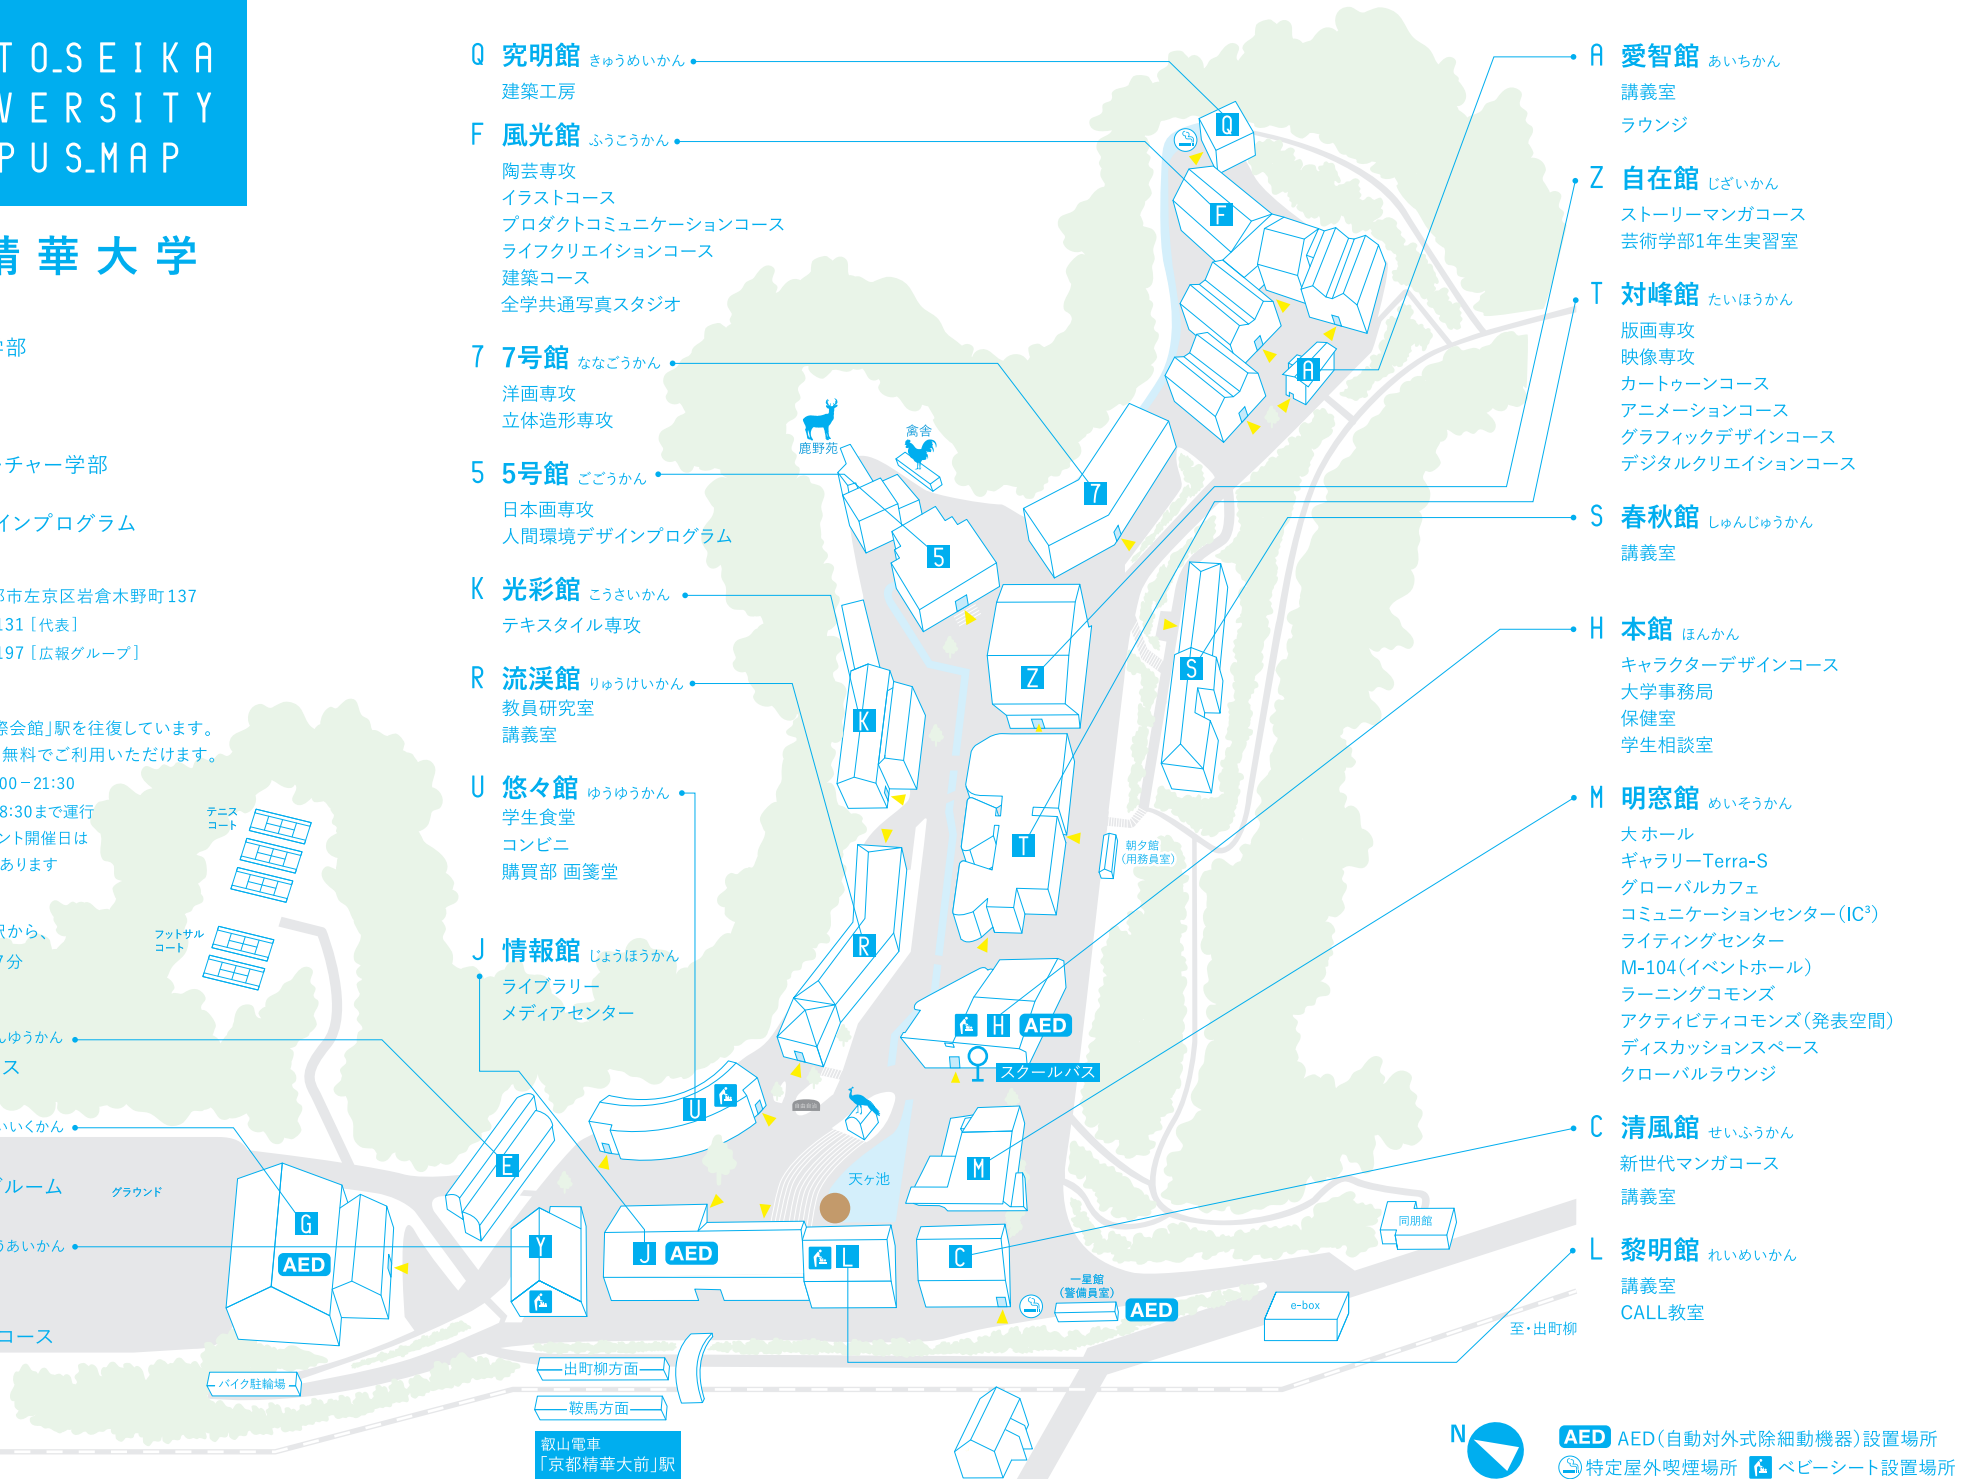 TO_SEIKA
VERSITY
PUS_MAP
精華大学
学部
チャー学部
インプログラム
都市左京区岩倉木野町137
131［代表］
197［広報グループ］
際会館」駅を往復しています。
無料でご利用いただけます。
00－21:30
8:30まで運行
ント開催日は
あります
駅から、
7分
んゆうかん
ス
いいくかん
ブルーム
うあいかん
コース
Q 究明館 きゅうめいかん
建築工房
F 風光館 ふうこうかん
陶芸専攻
イラストコース
プロダクトコミュニケーションコース
ライフクリエイションコース
建築コース
全学共通写真スタジオ
7 7号館 ななごうかん
洋画専攻
立体造形専攻
5 5号館 ごごうかん
日本画専攻
人間環境デザインプログラム
K 光彩館 こうさいかん
テキスタイル専攻
R 流渓館 りゅうけいかん
教員研究室
講義室
U 悠々館 ゆうゆうかん
学生食堂
コンビニ
購買部 画箋堂
J 情報館 じょうほうかん
ライブラリー
メディアセンター
A 愛智館 あいちかん
講義室
ラウンジ
Z 自在館 じざいかん
ストーリーマンガコース
芸術学部1年生実習室
T 対峰館 たいほうかん
版画専攻
映像専攻
カートゥーンコース
アニメーションコース
グラフィックデザインコース
デジタルクリエイションコース
S 春秋館 しゅんじゅうかん
講義室
H 本館 ほんかん
キャラクターデザインコース
大学事務局
保健室
学生相談室
M 明窓館 めいそうかん
大ホール
ギャラリーTerra-S
グローバルカフェ
コミュニケーションセンター（IC³）
ライティングセンター
M-104（イベントホール）
ラーニングコモンズ
アクティビティコモンズ（発表空間）
ディスカッションスペース
クローバルラウンジ
C 清風館 せいふうかん
新世代マンガコース
講義室
L 黎明館 れいめいかん
講義室
CALL教室
Q
F
A
鹿野苑
禽舎
7
5
Z
S
K
T
朝夕館
（用務員室）
R
H AED
スクールバス
テニス
コート
フットサル
コート
U
E
天ヶ池
M
グラウンド
G
AED
Y
J AED
L
C
同朋館
一星館
（警備員室）
AED
e-box
至・出町柳
バイク駐輪場
出町柳方面
鞍馬方面
叡山電車
「京都精華大前」駅
N
AED AED（自動対外式除細動機器）設置場所
特定屋外喫煙場所 ベビーシート設置場所